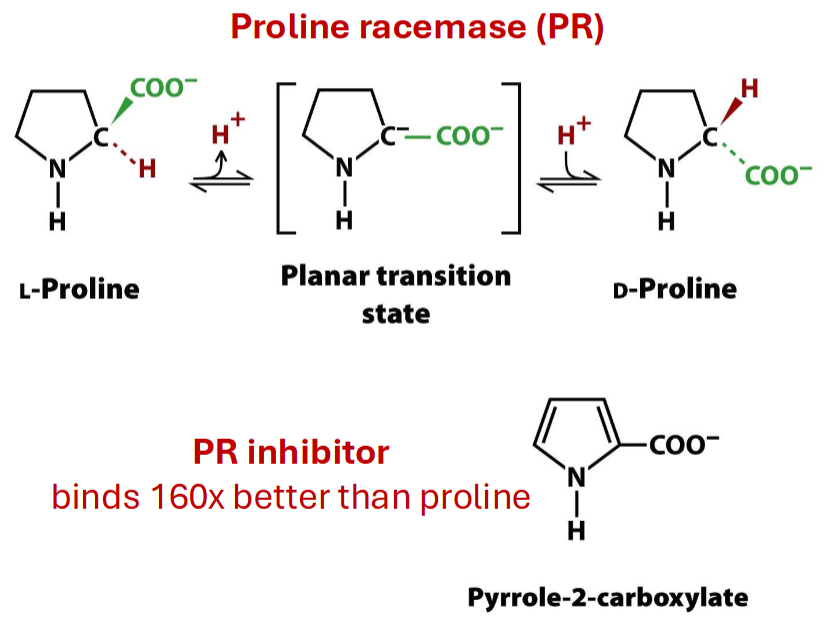 Proline racemase (PR)
COO⁻
C
H
N
H
H⁺
C⁻—COO⁻
N
H
H⁺
H
C
COO⁻
N
H
L-Proline
Planar transition
state
D-Proline
PR inhibitor
binds 160x better than proline
COO⁻
N
H
Pyrrole-2-carboxylate